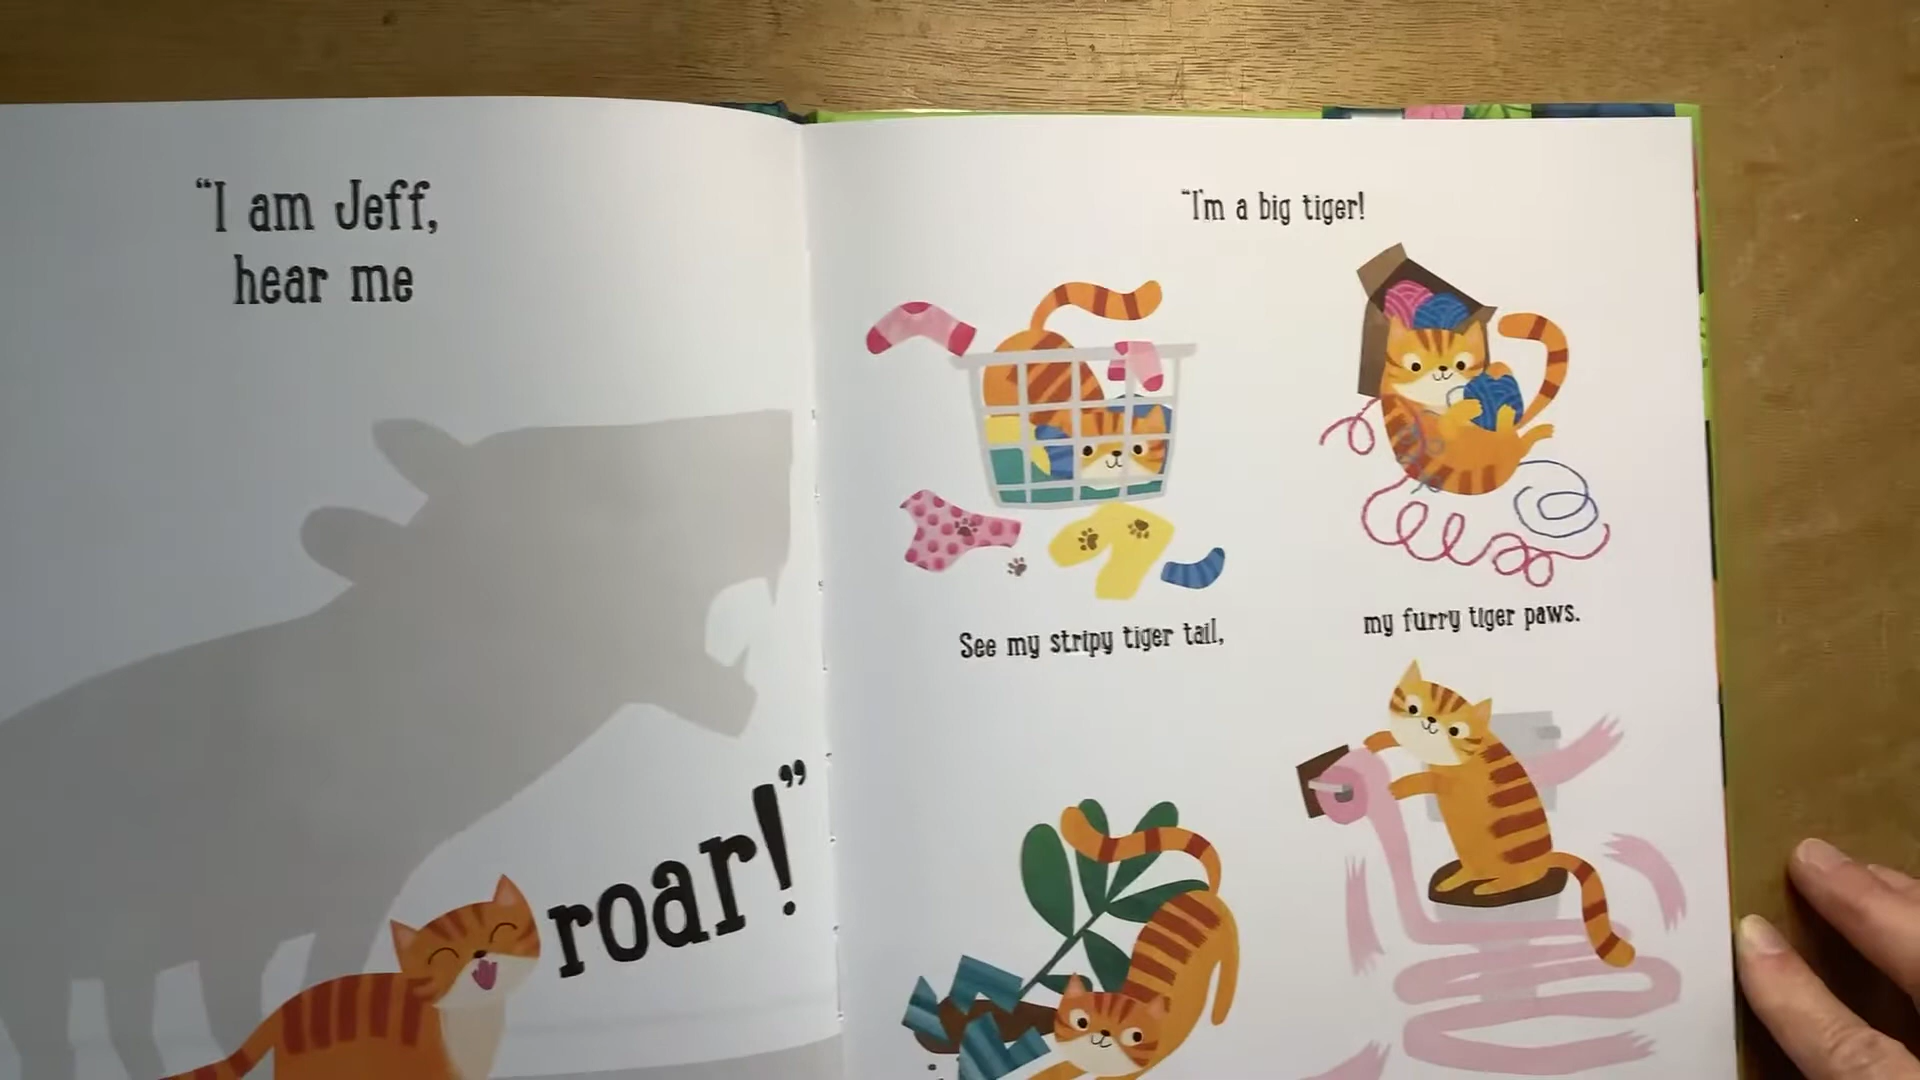 “I am Jeff,
hear me
roar!”
“I'm a big tiger!
See my stripy tiger tail,
my furry tiger paws.